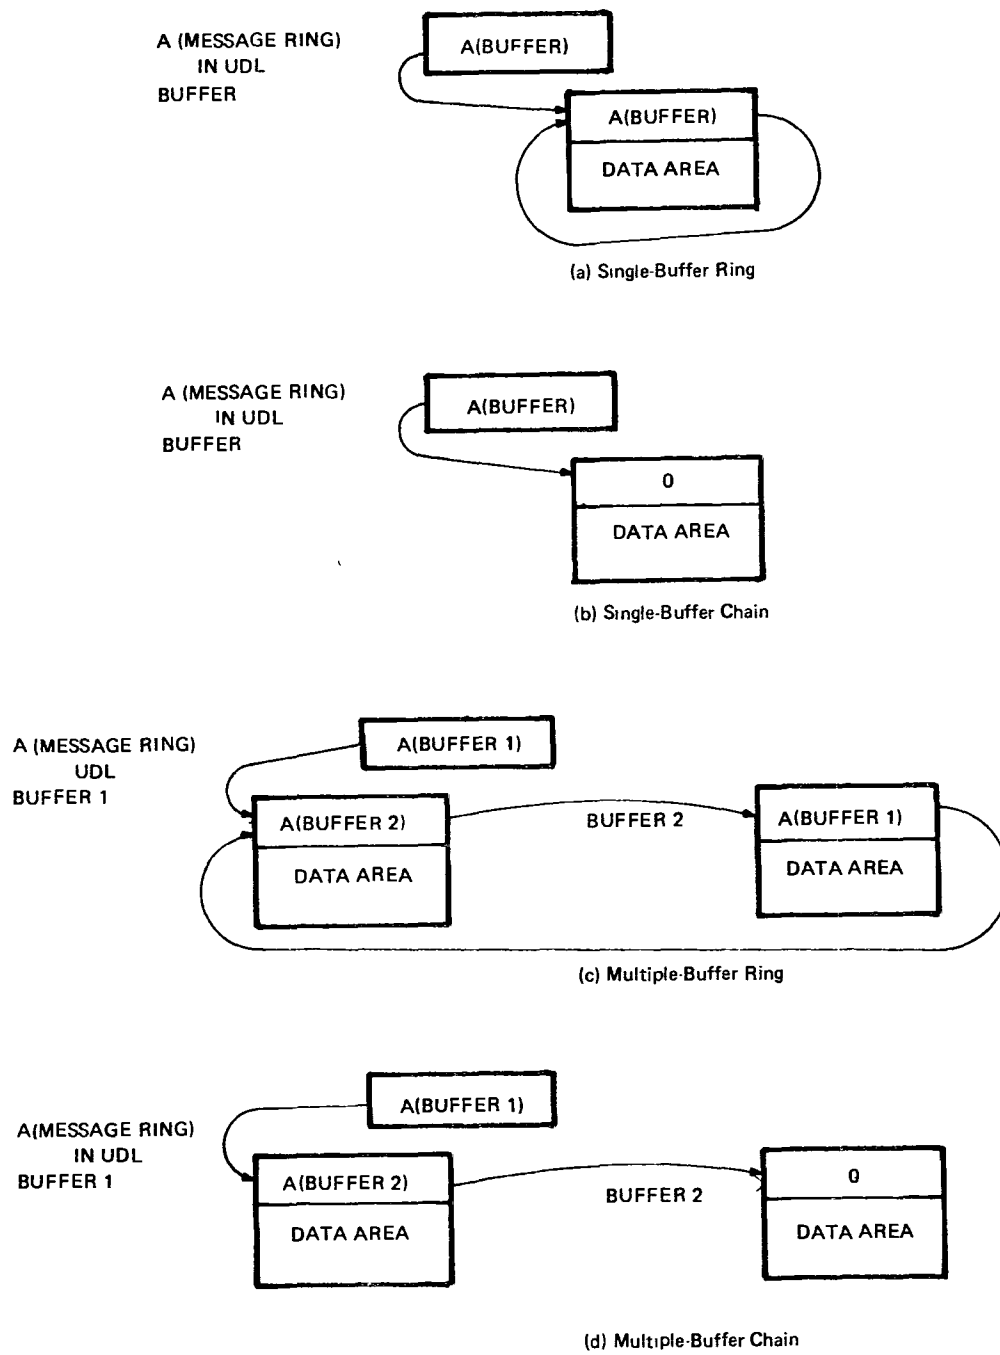 A (MESSAGE RING)
IN UDL
BUFFER
A(BUFFER)
A(BUFFER)
DATA AREA
(a) Single-Buffer Ring
A (MESSAGE RING)
IN UDL
BUFFER
A(BUFFER)
0
DATA AREA
(b) Single-Buffer Chain
A (MESSAGE RING)
UDL
BUFFER 1
A(BUFFER 1)
A(BUFFER 2)
DATA AREA
BUFFER 2
A(BUFFER 1)
DATA AREA
(c) Multiple-Buffer Ring
A(MESSAGE RING)
IN UDL
BUFFER 1
A(BUFFER 1)
A(BUFFER 2)
DATA AREA
BUFFER 2
0
DATA AREA
(d) Multiple-Buffer Chain